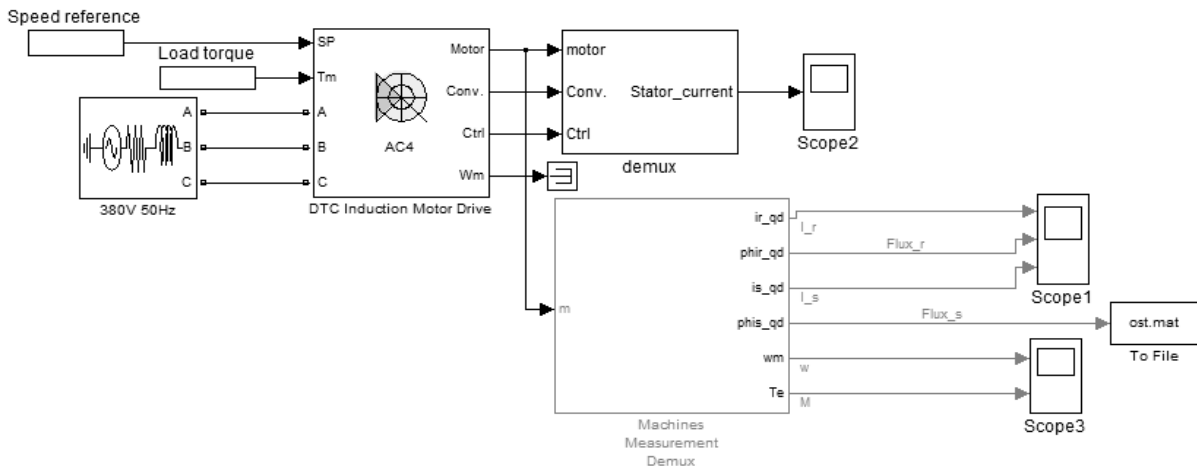 Speed reference
SP
Load torque
Tm
A
B
C
380V 50Hz
A
B
C
Motor
Conv.
Ctrl
Wm
AC4
DTC Induction Motor Drive
motor
Conv.
Ctrl
Stator_current
demux
Scope2
m
ir_qd
phir_qd
is_qd
phis_qd
wm
Te
I_r
Flux_r
I_s
Flux_s
w
M
Machines
Measurement
Demux
Scope1
ost.mat
To File
Scope3